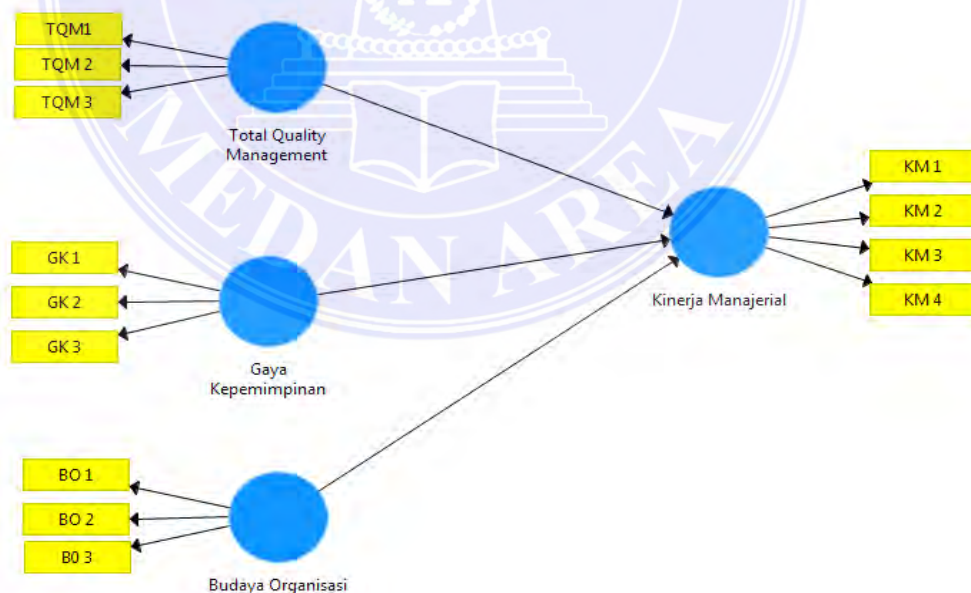 TQM1
TQM 2
TQM 3
Total Quality
Management
GK 1
GK 2
GK 3
Gaya
Kepemimpinan
BO 1
BO 2
B0 3
Budaya Organisasi
KM 1
KM 2
KM 3
KM 4
Kinerja Manajerial
MEDAN AREA